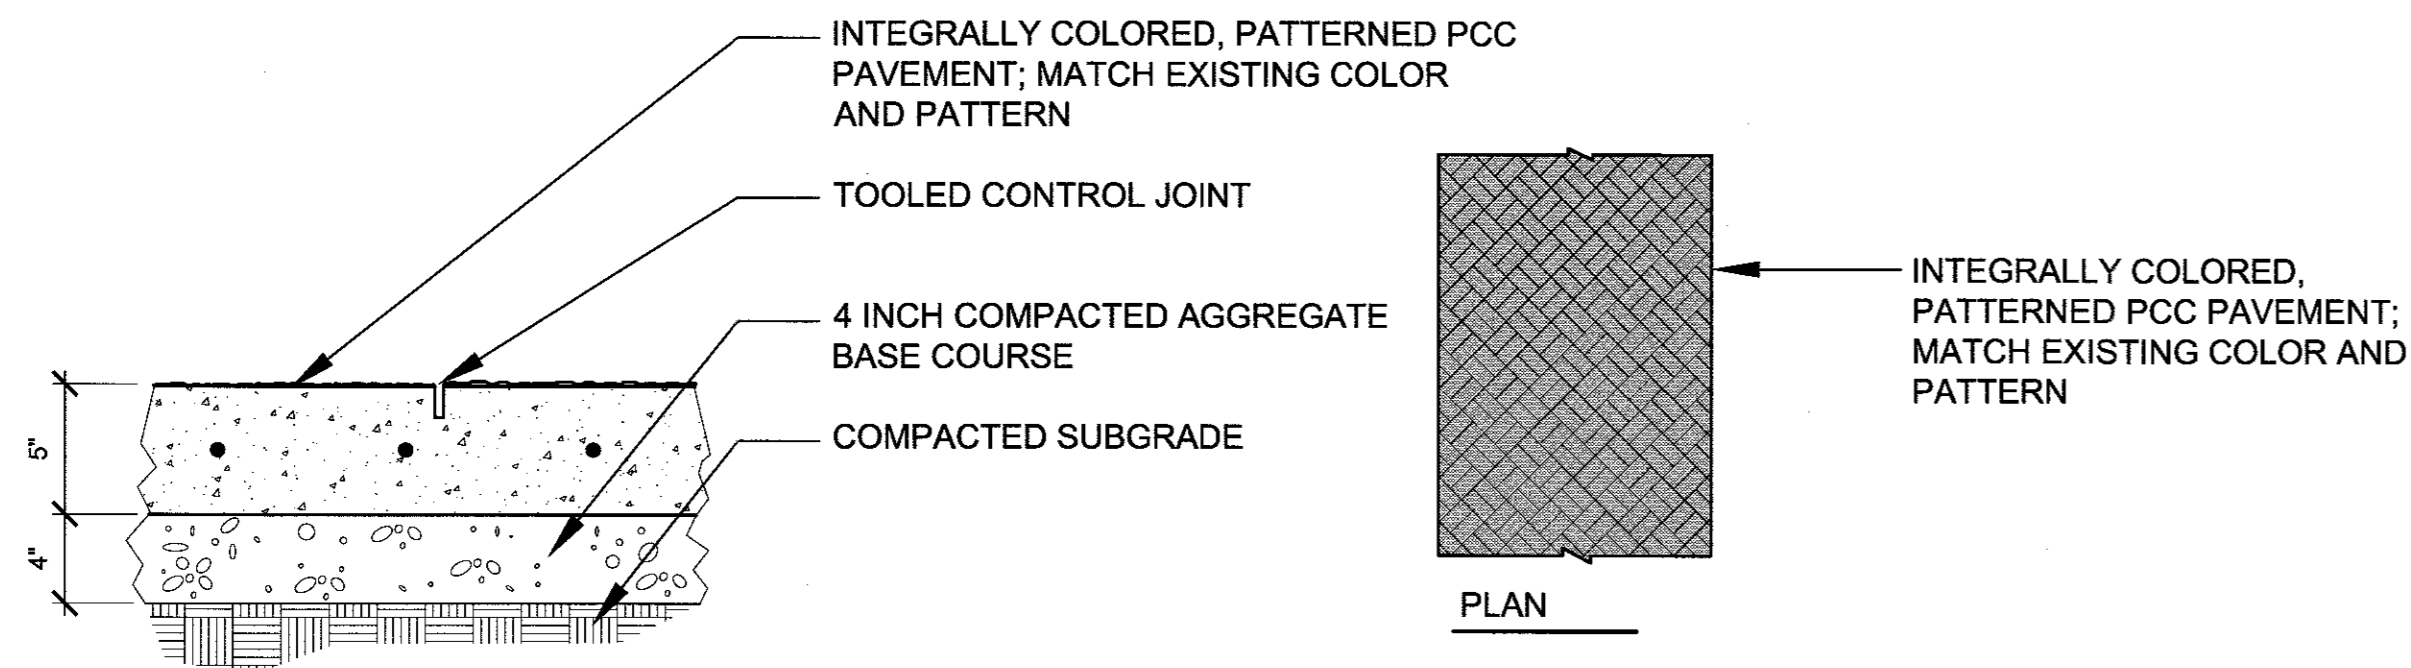 INTEGRALLY COLORED, PATTERNED PCC
PAVEMENT; MATCH EXISTING COLOR
AND PATTERN
TOOLED CONTROL JOINT
4 INCH COMPACTED AGGREGATE
BASE COURSE
COMPACTED SUBGRADE
5"
4"
INTEGRALLY COLORED,
PATTERNED PCC PAVEMENT;
MATCH EXISTING COLOR AND
PATTERN
PLAN